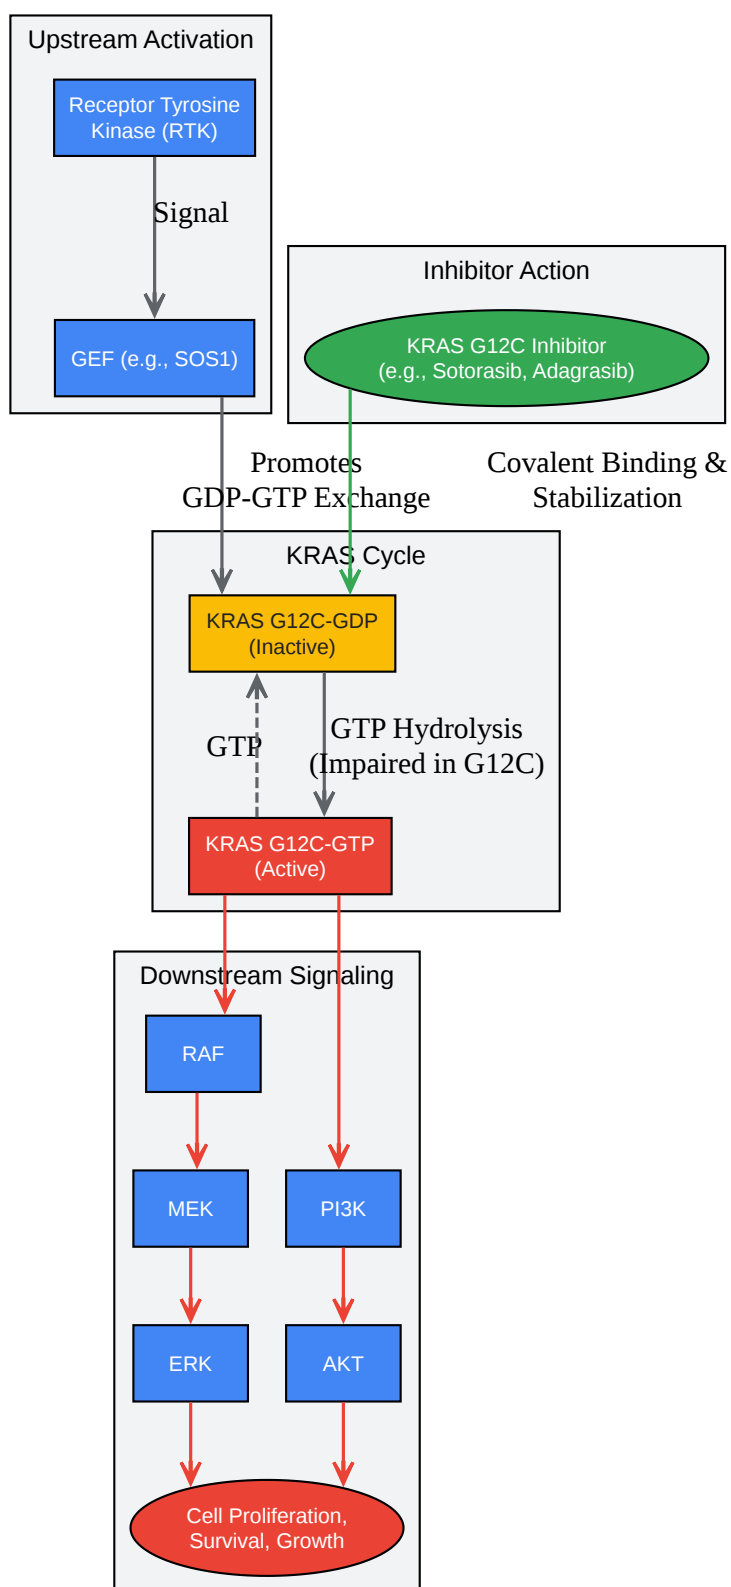 Upstream Activation
Receptor Tyrosine
Kinase (RTK)
Signal
GEF (e.g., SOS1)
Inhibitor Action
KRAS G12C Inhibitor
(e.g., Sotorasib, Adagrasib)
Promotes
GDP-GTP Exchange
Covalent Binding &
Stabilization
KRAS Cycle
KRAS G12C-GDP
(Inactive)
GTP
GTP Hydrolysis
(Impaired in G12C)
KRAS G12C-GTP
(Active)
Downstream Signaling
RAF
MEK
PI3K
ERK
AKT
Cell Proliferation,
Survival, Growth